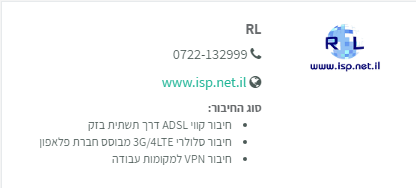 RL
0722-132999
www.isp.net.il
סוג החיבור:
חיבור קווי ADSL דרך תשתית בזק
חיבור סלולרי 3G/4LTE מבוסס חברת פלאפון
חיבור VPN למקומות עבודה
RL
www.isp.net.il